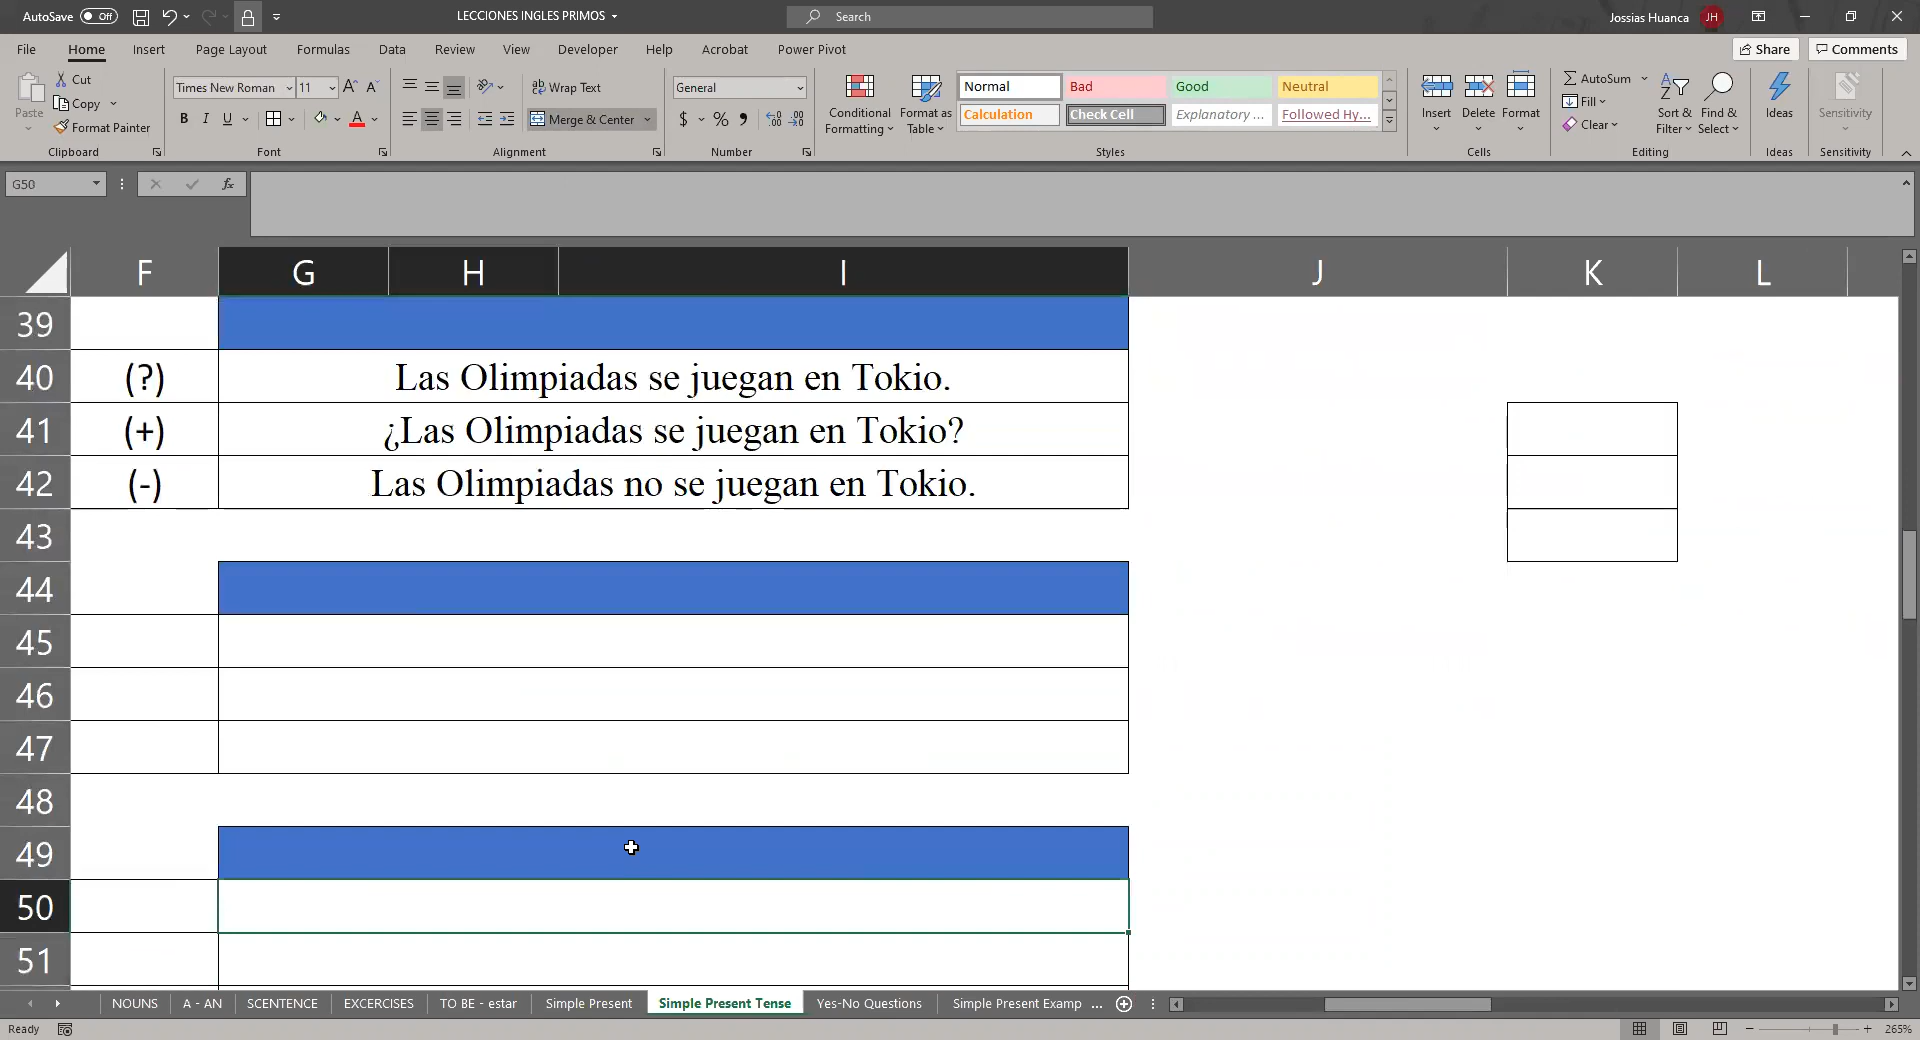 AutoSave Off LECCIONES INGLES PRIMOS Search Jossias Huanca JH
File Home Insert Page Layout Formulas Data Review View Developer Help Acrobat Power Pivot Share Comments
Paste Cut Copy Format Painter Clipboard
Times New Roman 11 A A B I U A Font
Wrap Text Merge & Center Alignment
General $ % Number
Conditional Formatting Format as Table Normal Bad Good Neutral Calculation Check Cell Explanatory ... Followed Hy... Styles
Insert Delete Format Cells
AutoSum Fill Clear Sort & Filter Find & Select Editing
Ideas Ideas
Sensitivity Sensitivity
G50 fx
F G H I J K L
39
40 (?) Las Olimpiadas se juegan en Tokio.
41 (+) ¿Las Olimpiadas se juegan en Tokio?
42 (-) Las Olimpiadas no se juegan en Tokio.
43
44
45
46
47
48
49
50
51
NOUNS A - AN SCENTENCE EXCERCISES TO BE - estar Simple Present Simple Present Tense Yes-No Questions Simple Present Examp ...
Ready 265%